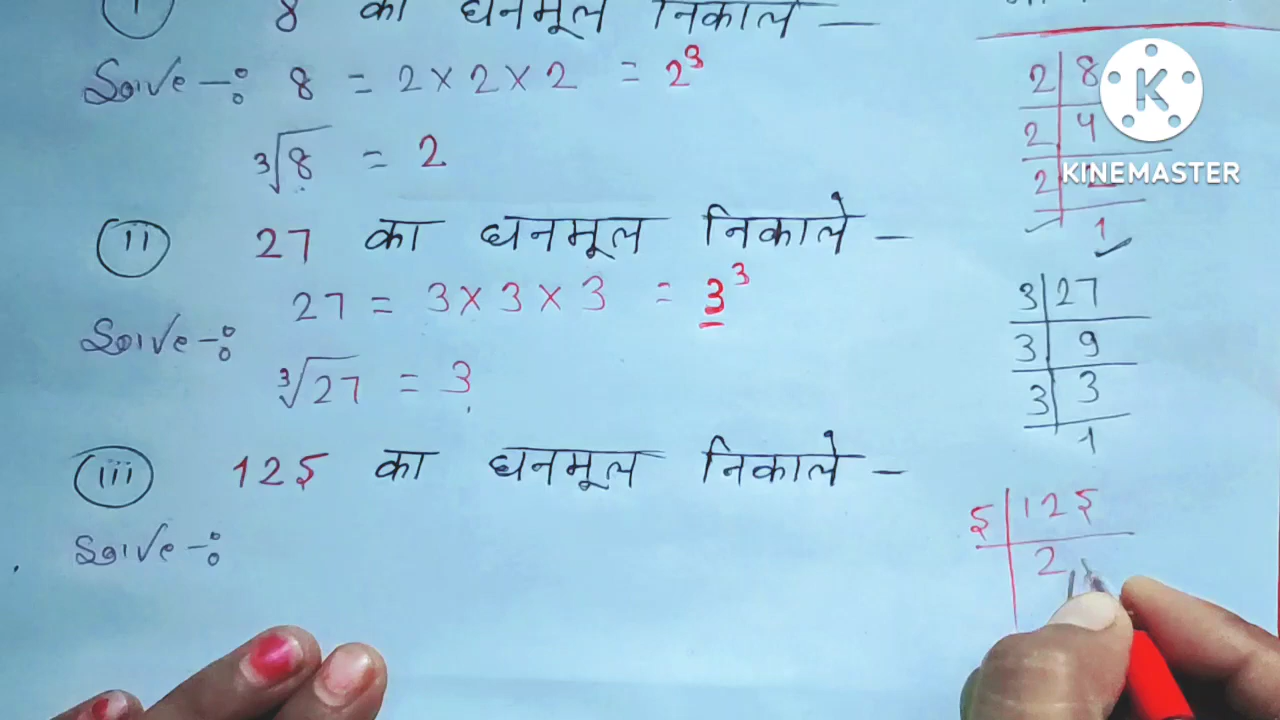 i 8 का घनमूल निकाले —
Solve -: 8 = 2 × 2 × 2 = 2³
∛8 = 2
ii 27 का घनमूल निकाले —
27 = 3 × 3 × 3 = 3³
Solve -:
∛27 = 3
iii 125 का घनमूल निकाले —
Solve -:
2 | 8
2 | 4
2 |
1
KINEMASTER
3 | 27
3 | 9
3 | 3
1
5 | 125
2